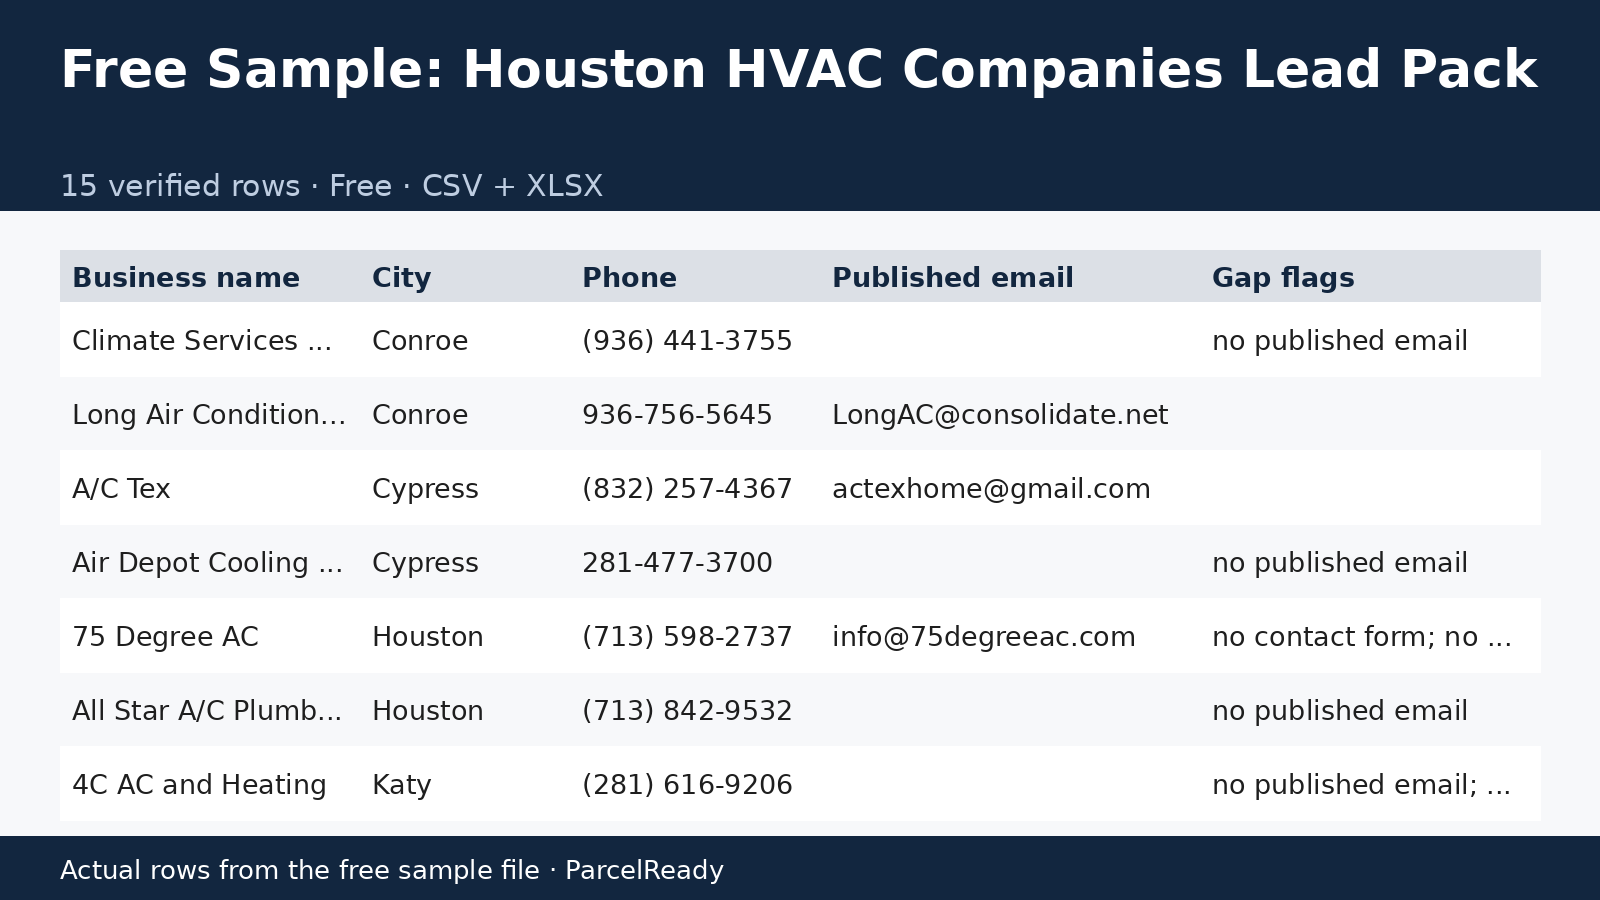 Free Sample: Houston HVAC Companies Lead Pack
15 verified rows · Free · CSV + XLSX
Business name City Phone Published email Gap flags
Climate Services ... Conroe (936) 441-3755 no published email
Long Air Condition... Conroe 936-756-5645 LongAC@consolidate.net
A/C Tex Cypress (832) 257-4367 actexhome@gmail.com
Air Depot Cooling ... Cypress 281-477-3700 no published email
75 Degree AC Houston (713) 598-2737 info@75degreeac.com no contact form; no ...
All Star A/C Plumb... Houston (713) 842-9532 no published email
4C AC and Heating Katy (281) 616-9206 no published email; ...
Actual rows from the free sample file · ParcelReady